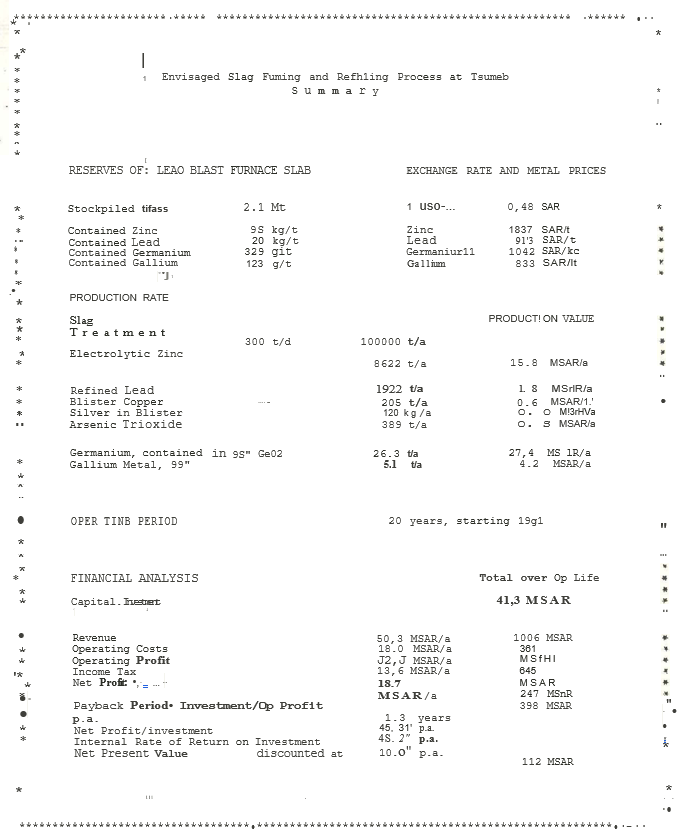 Envisaged Slag Fuming and Refh1ing Process at Tsumeb
Summary
RESERVES OF: LEAO BLAST FURNACE SLAB EXCHANGE RATE AND METAL PRICES
Stockpiled tifass 2.1 Mt 1 USO-... 0,48 SAR
Contained Zinc 9S kg/t Zinc 1837 SAR/t
Contained Lead 20 kg/t Lead 91'3 SAR/t
Contained Germanium 329 git Germaniur11 1042 SAR/kc
Contained Gallium 123 g/t Gallium 833 SAR/lt
PRODUCTION RATE
Slag PRODUCT!ON VALUE
Treatment
300 t/d 100000 t/a
Electrolytic Zinc
8622 t/a 15.8 MSAR/a
Refined Lead 1922 t/a 1. 8 MSrlR/a
Blister Copper 205 t/a 0.6 MSAR/1.'
Silver in Blister 120 kg/a 0. 0 M!3rHVa
Arsenic Trioxide 389 t/a 0. S MSAR/a
Germanium, contained in 9S" Ge02 26.3 t/a 27,4 MS lR/a
Gallium Metal, 99" 5.1 t/a 4.2 MSAR/a
OPER TINB PERIOD 20 years, starting 19g1
FINANCIAL ANALYSIS Total over Op Life
Capital. 41,3 MSAR
Revenue 50,3 MSAR/a 1006 MSAR
Operating Costs 18.0 MSAR/a 361
Operating Profit J2,J MSAR/a MSfHI
Income Tax 13,6 MSAR/a 645
Net Profit: 18.7 MSAR
MSAR/a 247 MSnR
Payback Period• Investment/Op Profit 398 MSAR
p.a. 1.3 years
Net Profit/investment 45, 31' p.a.
Internal Rate of Return on Investment 4S. 2" p.a.
Net Present Value discounted at 10.0" p.a.
112 MSAR